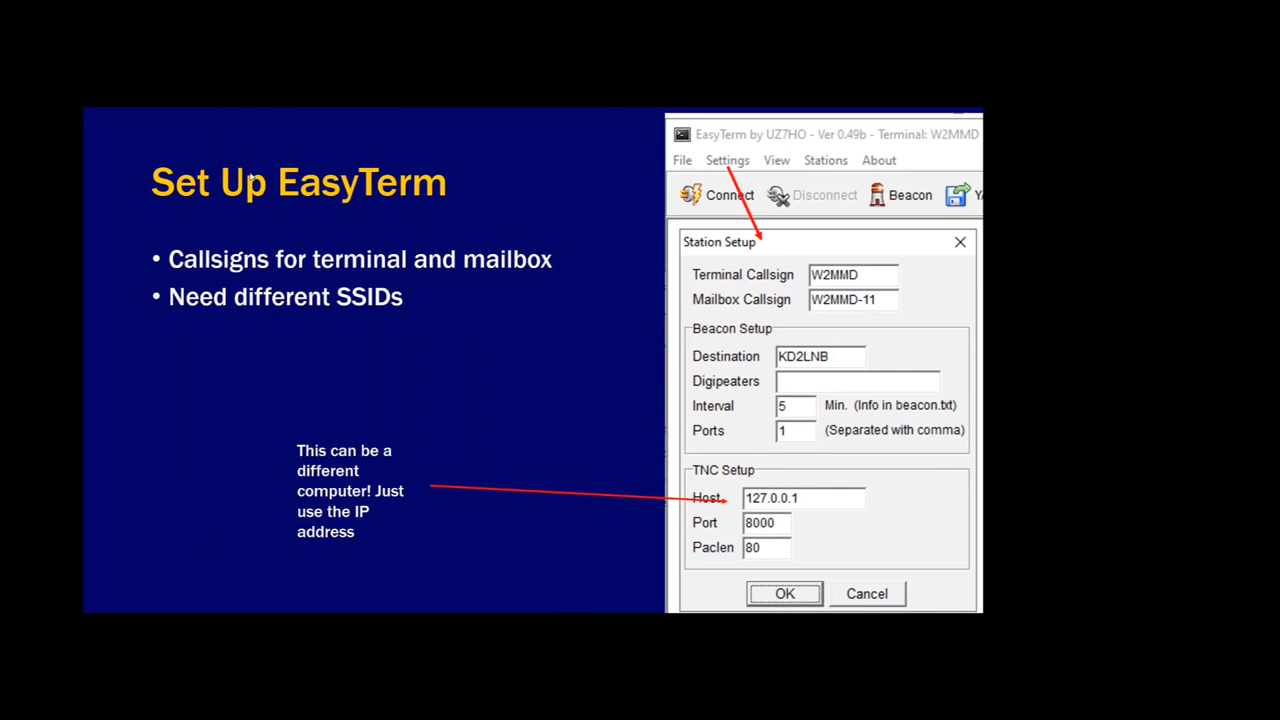 Set Up EasyTerm
• Callsigns for terminal and mailbox
• Need different SSIDs
This can be a
different
computer! Just
use the IP
address
EasyTerm by UZ7HO - Ver 0.49b - Terminal: W2MMD
File Settings View Stations About
Connect Disconnect Beacon
Station Setup
Terminal Callsign W2MMD
Mailbox Callsign W2MMD-11
Beacon Setup
Destination KD2LNB
Digipeaters
Interval 5 Min. (Info in beacon.txt)
Ports 1 (Separated with comma)
TNC Setup
Host 127.0.0.1
Port 8000
Paclen 80
OK Cancel